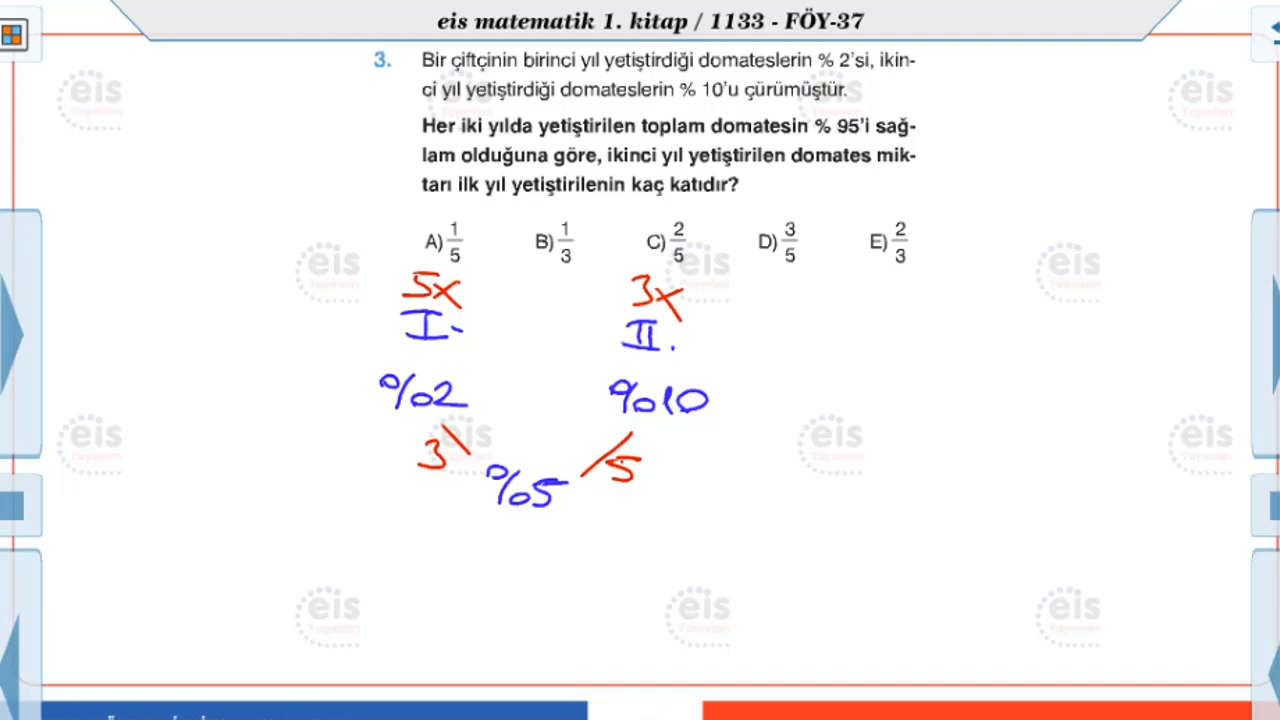 eis matematik 1. kitap / 1133 - FÖY-37
3. Bir çiftçinin birinci yıl yetiştirdiği domateslerin % 2'si, ikin-
ci yıl yetiştirdiği domateslerin % 10'u çürümüştür.
Her iki yılda yetiştirilen toplam domatesin % 95'i sağ-
lam olduğuna göre, ikinci yıl yetiştirilen domates mik-
tarı ilk yıl yetiştirilenin kaç katıdır?
A) 1/5 B) 1/3 C) 2/5 D) 3/5 E) 2/3
5x 3x
I. II.
%2 %10
3 5
%5
eis
Yayınları